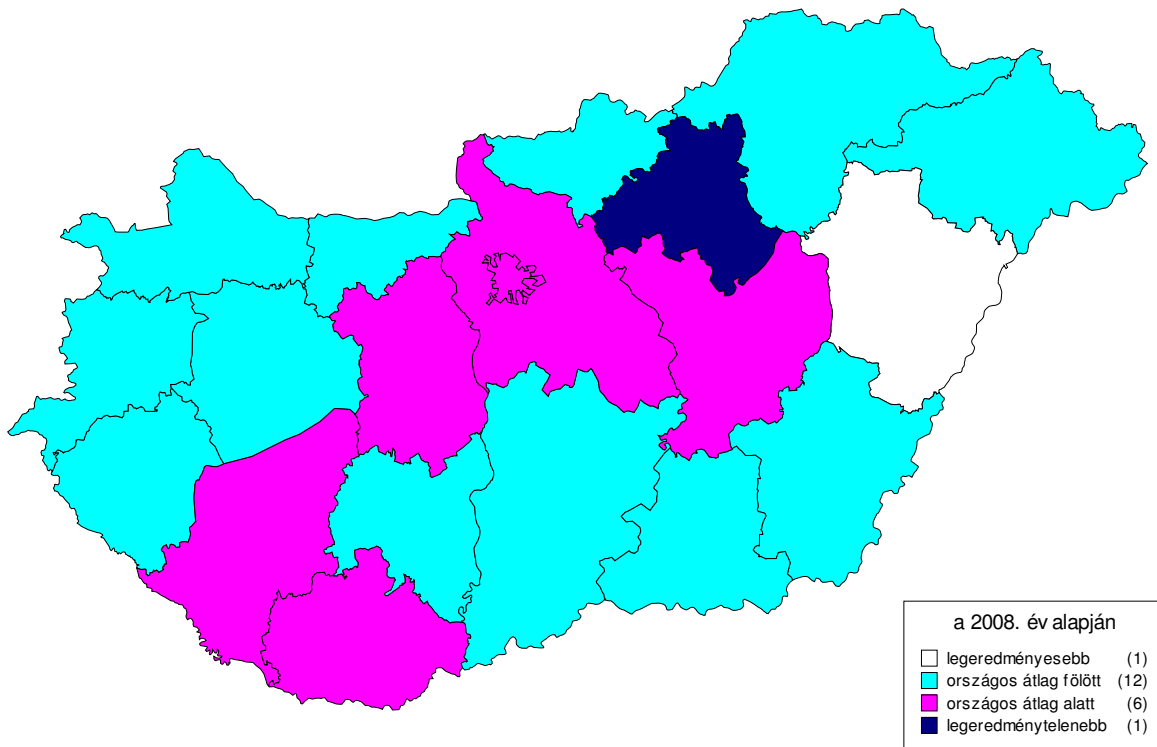 a 2008. év alapján
legeredményesebb (1)
országos átlag fölött (12)
országos átlag alatt (6)
legeredménytelenebb (1)